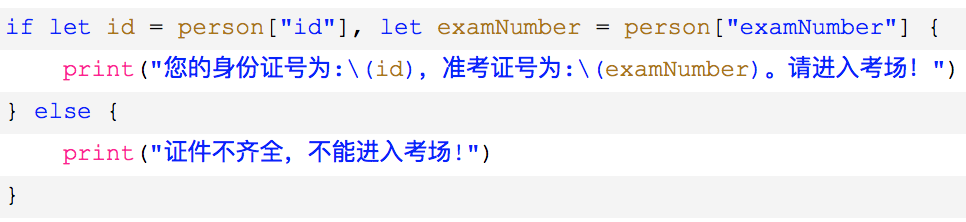 if let id = person["id"], let examNumber = person["examNumber"] {
    print("您的身份证号为:\(id)，准考证号为:\(examNumber)。请进入考场！")
} else {
    print("证件不齐全，不能进入考场!")
}